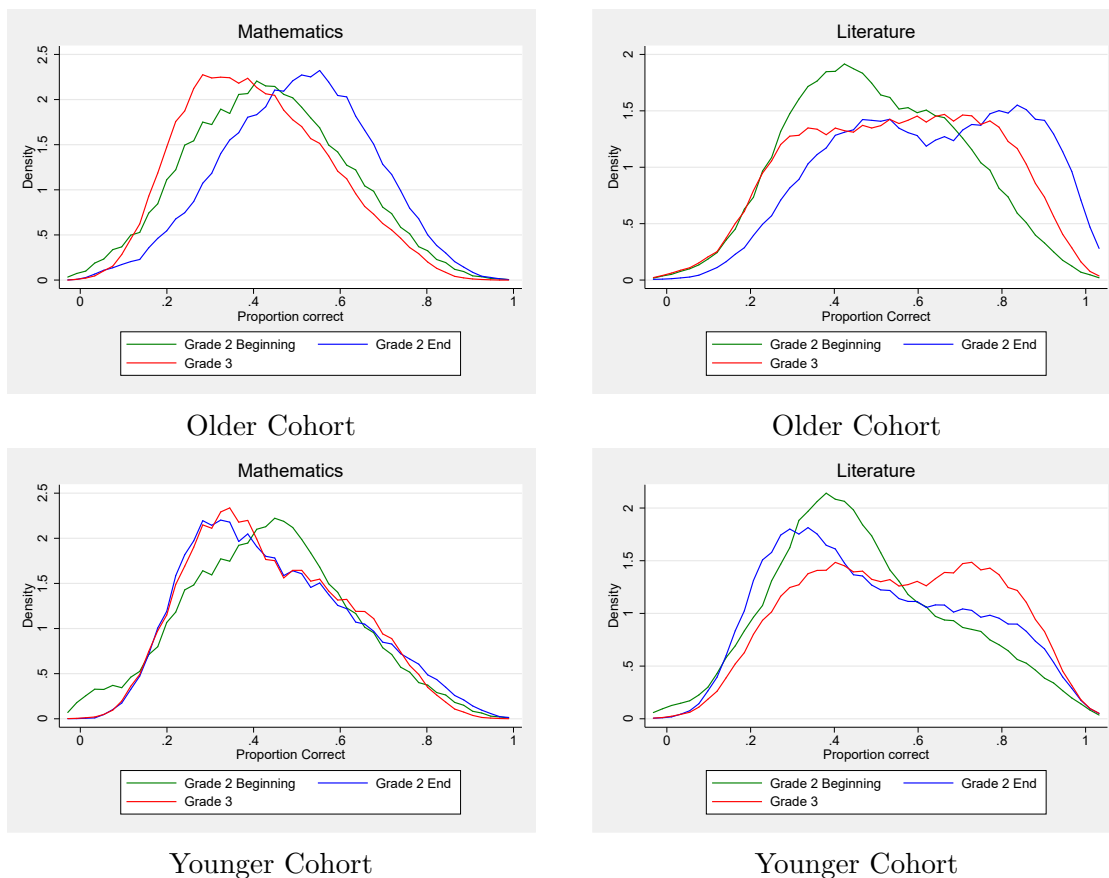 Mathematics
Density
2.5
2
1.5
1
.5
0
0 .2 .4 .6 .8 1
Proportion correct
Grade 2 Beginning Grade 2 End
Grade 3
Older Cohort
Literature
Density
2
1.5
1
.5
0
0 .2 .4 .6 .8 1
Proportion Correct
Grade 2 Beginning Grade 2 End
Grade 3
Older Cohort
Mathematics
Density
2.5
2
1.5
1
.5
0
0 .2 .4 .6 .8 1
Proportion Correct
Grade 2 Beginning Grade 2 End
Grade 3
Younger Cohort
Literature
Density
2
1.5
1
.5
0
0 .2 .4 .6 .8 1
Proportion correct
Grade 2 Beginning Grade 2 End
Grade 3
Younger Cohort